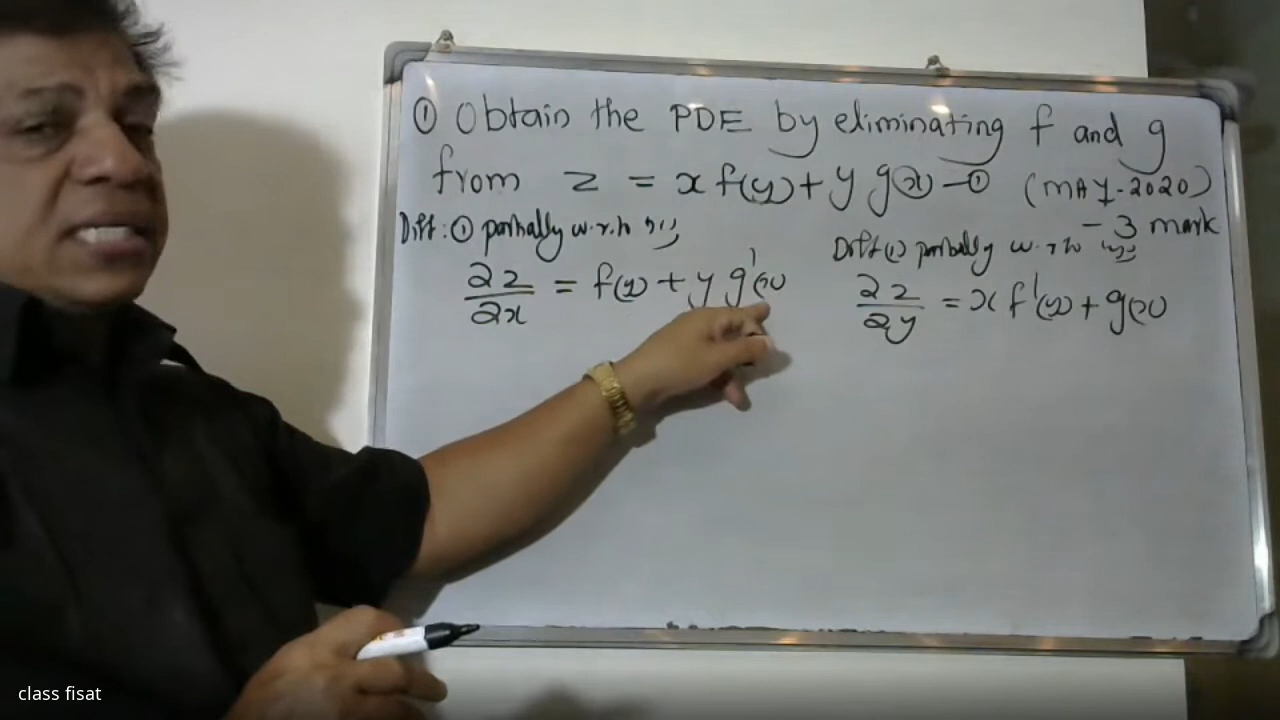 ① Obtain the PDE by eliminating f and g
from z = x f(y) + y g(x) —① (MAY-2020)
- 3 mark
Diff: ① partially w.r.to 'x'
∂z/∂x = f(y) + y g'(x)
Diff ① partially w.r.to 'y'
∂z/∂y = x f'(y) + g(x)
class fisat